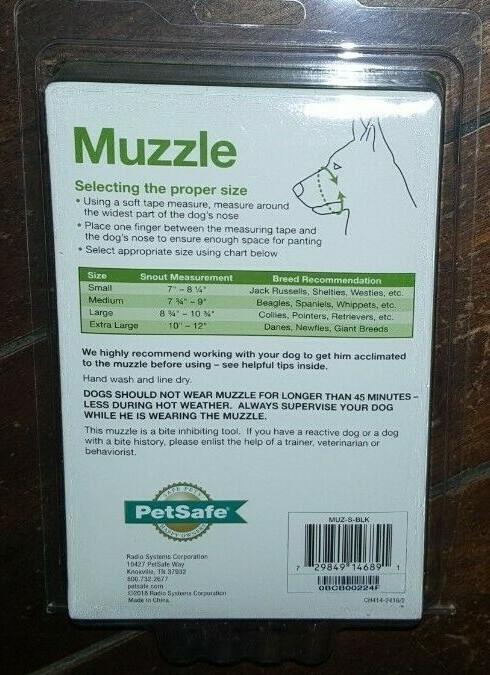 Muzzle
Selecting the proper size
• Using a soft tape measure, measure around
the widest part of the dog's nose
• Place one finger between the measuring tape and
the dog's nose to ensure enough space for panting
• Select appropriate size using chart below
Size Snout Measurement Breed Recommendation
Small 7" – 8 ¼" Jack Russells, Shelties, Westies, etc.
Medium 7 ¾" – 9" Beagles, Spaniels, Whippets, etc.
Large 8 ¾" – 10 ¾" Collies, Pointers, Retrievers, etc.
Extra Large 10" – 12" Danes, Newfies, Giant Breeds
We highly recommend working with your dog to get him acclimated
to the muzzle before using – see helpful tips inside.
Hand wash and line dry.
DOGS SHOULD NOT WEAR MUZZLE FOR LONGER THAN 45 MINUTES –
LESS DURING HOT WEATHER. ALWAYS SUPERVISE YOUR DOG
WHILE HE IS WEARING THE MUZZLE.
This muzzle is a bite inhibiting tool. If you have a reactive dog or a dog
with a bite history, please enlist the help of a trainer, veterinarian or
behaviorist.
SAFE PETS
PetSafe®
HAPPY OWNERS
Radio Systems Corporation
10427 PetSafe Way
Knoxville, TN 37932
800.732.2677
petsafe.com
©2018 Radio Systems Corporation
Made in China.
MUZ-S-BLK
7 29849 14689 1
0BCB00224F
CH414-2416/2